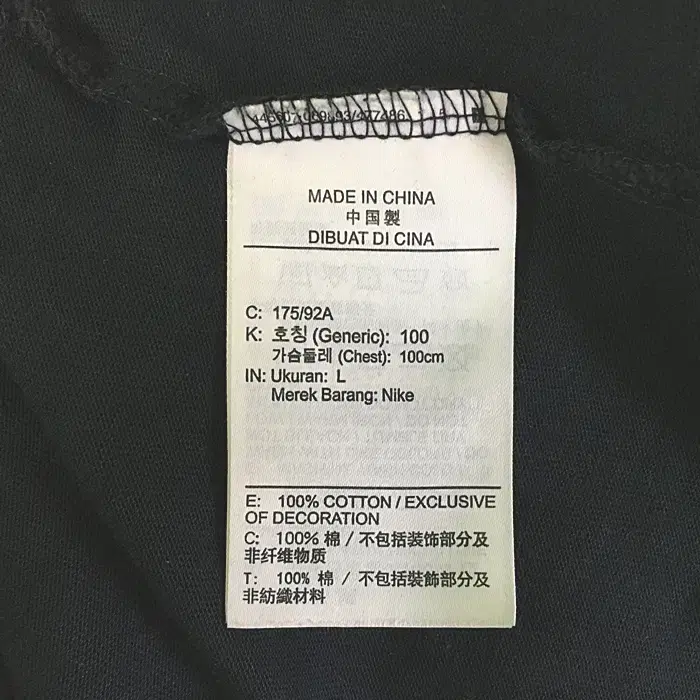 MADE IN CHINA
中国製
DIBUAT DI CINA
C: 175/92A
K: 호칭 (Generic): 100
가슴둘레 (Chest): 100cm
IN: Ukuran: L
Merek Barang: Nike
E: 100% COTTON / EXCLUSIVE
OF DECORATION
C: 100% 棉 / 不包括装饰部分及
非纤维物质
T: 100% 棉 / 不包括裝飾部分及
非紡織材料